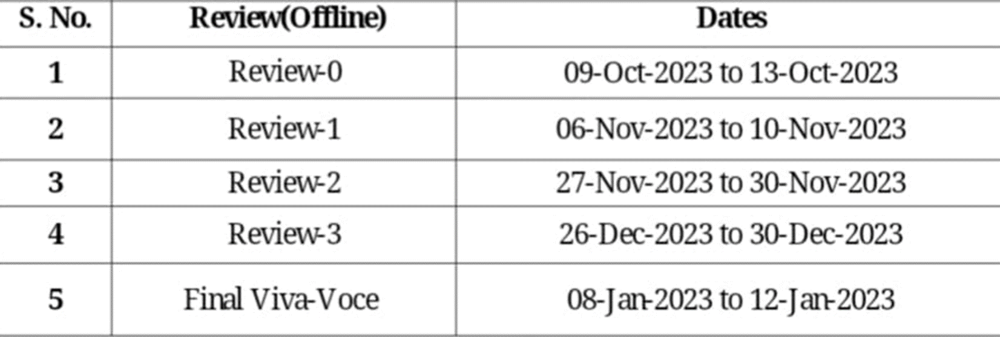 S. No. Review(Offline) Dates
1 Review-0 09-Oct-2023 to 13-Oct-2023
2 Review-1 06-Nov-2023 to 10-Nov-2023
3 Review-2 27-Nov-2023 to 30-Nov-2023
4 Review-3 26-Dec-2023 to 30-Dec-2023
5 Final Viva-Voce 08-Jan-2023 to 12-Jan-2023